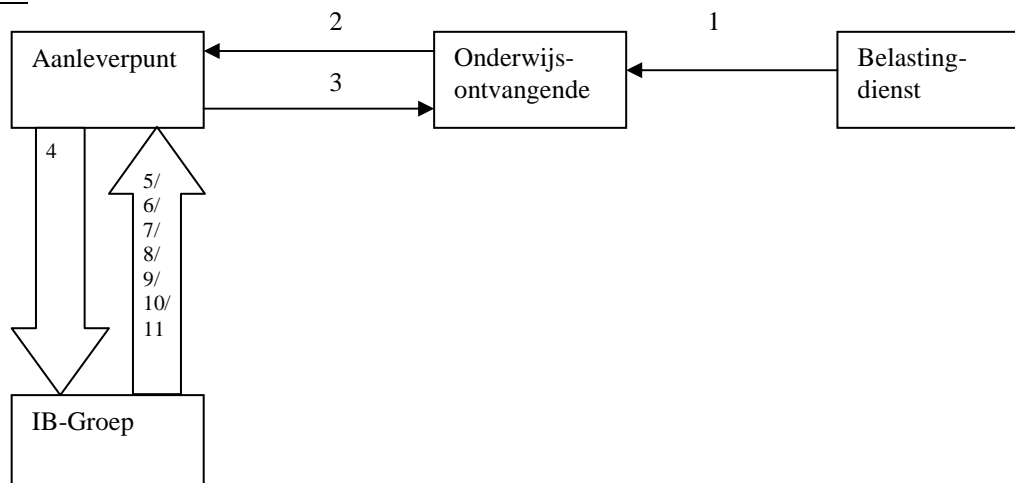 2
1
Aanleverpunt
Onderwijs-
ontvangende
Belasting-
dienst
3
4
5/
6/
7/
8/
9/
10/
11
IB-Groep